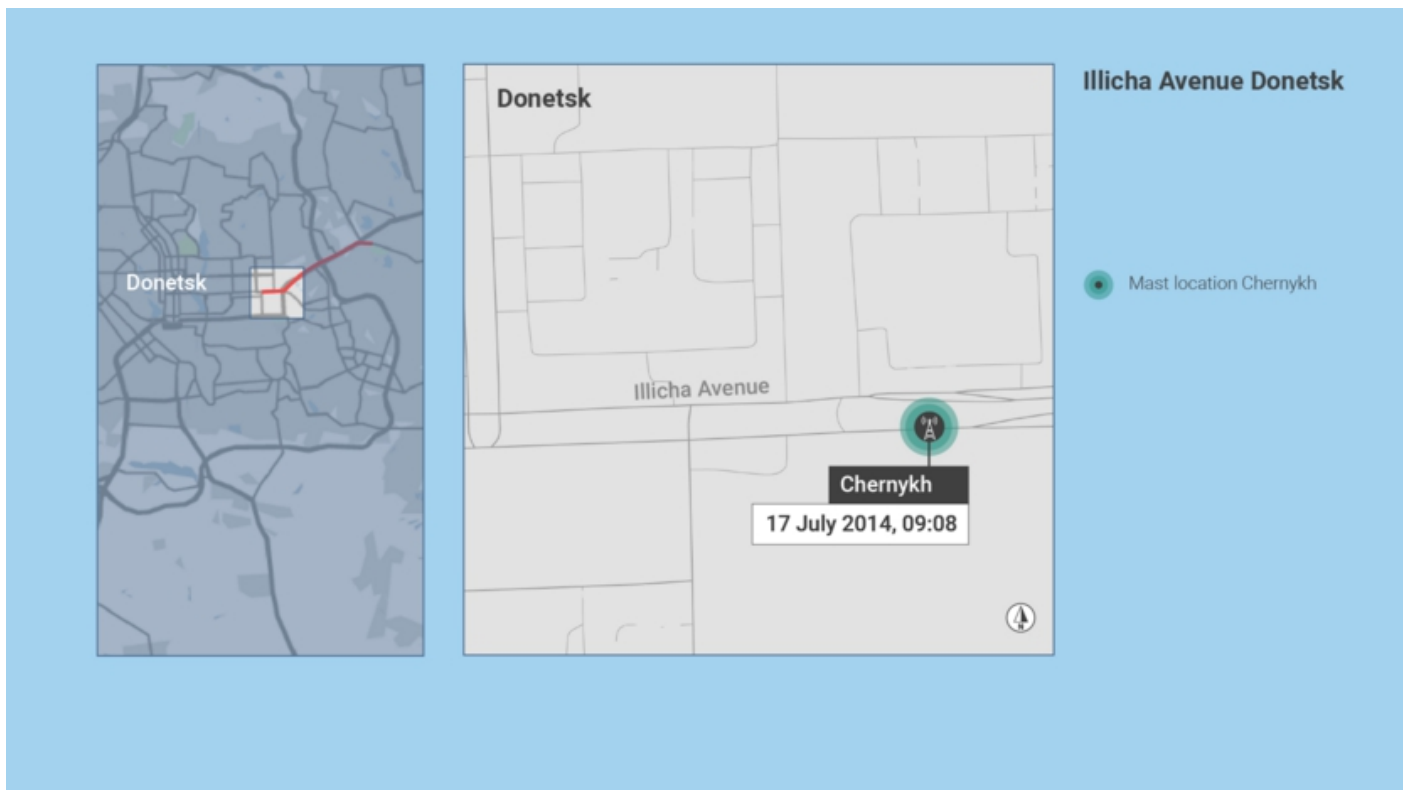 Donetsk
Donetsk
Illicha Avenue
Chernykh
17 July 2014, 09:08
N
Illicha Avenue Donetsk
Mast location Chernykh